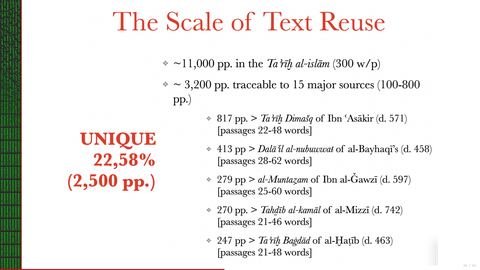 The Scale of Text Reuse
~11,000 pp. in the Taʾrīḫ al-islām (300 w/p)
~ 3,200 pp. traceable to 15 major sources (100-800
pp.)
817 pp. > Taʾrīḫ Dimašq of Ibn ʿAsākir (d. 571)
[passages 22-48 words]
413 pp > Dalāʾil al-nubuwwat of al-Bayhaqī’s (d. 458)
[passages 28-62 words]
279 pp > al-Muntaẓam of Ibn al-Ǧawzī (d. 597)
[passages 25-60 words]
270 pp. > Tahḏīb al-kamāl of al-Mizzī (d. 742)
[passages 21-46 words]
247 pp > Taʾrīḫ Baġdād of al-Ḫaṭīb (d. 463)
[passages 21-48 words]
UNIQUE
22,58%
(2,500 pp.)